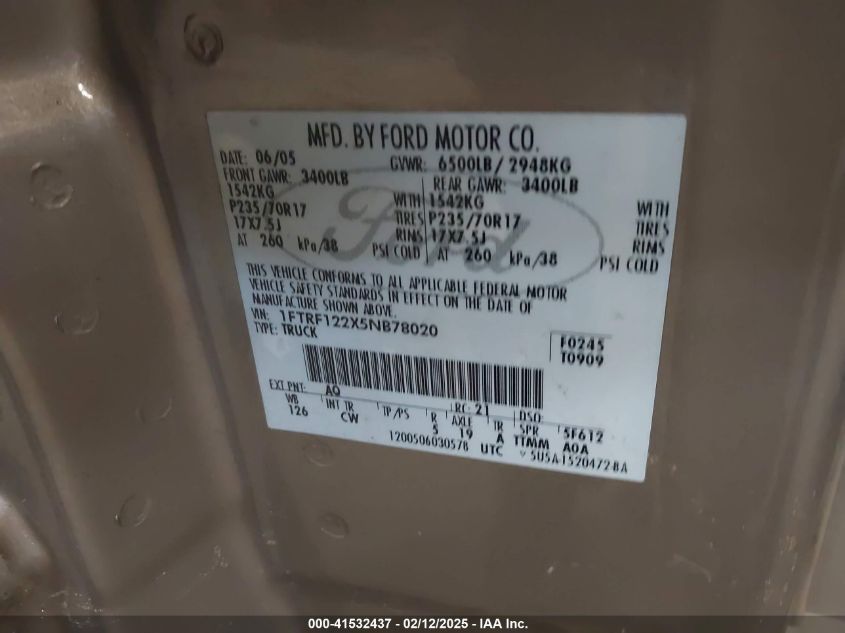 MFD. BY FORD MOTOR CO.
DATE: 06/05 GVWR: 6500LB/ 2948KG
FRONT GAWR: 3400LB REAR GAWR: 3400LB
1542KG WITH 1542KG WITH
P235/70R17 TIRES P235/70R17 TIRES
17X7.5J RIMS 17X7.5J RIMS
AT 260 kPa/38 PSI COLD AT 260 kPa/38 PSI COLD
Ford
THIS VEHICLE CONFORMS TO ALL APPLICABLE FEDERAL MOTOR
VEHICLE SAFETY STANDARDS IN EFFECT ON THE DATE OF
MANUFACTURE SHOWN ABOVE.
VIN: 1FTRF122X5NB78020
TYPE: TRUCK
F0245
T0909
EXT PNT: AQ RC: 21 DSO:
WB INT TR TP/PS R AXLE TR SPR 5F612
126 CW 5 19 A TTMM A0A
1200506030578 UTC ▽ 5U5A-1520472-BA
000-41532437 - 02/12/2025 - IAA Inc.